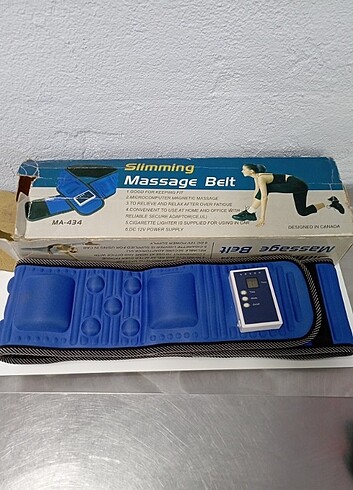 Slimming
Massage Belt
1.GOOD FOR KEEPING FIT
2.MICROCOMPUTER MAGNETIC MASSAGE
3.TO RELIEVE AND RELAX AFTER OVER FATIGUE
4.CONVENIENT TO USE AT HOME AND OFFICE WITH
RELIABLE SECURE ADAPTOR(CE.UL)
5.CIGARETTE LIGHTER IS SUPPLIED FOR USING IN CAR
6.DC 12V POWER SUPPLY
MA-434
DESIGNED IN CANADA
Massage Belt